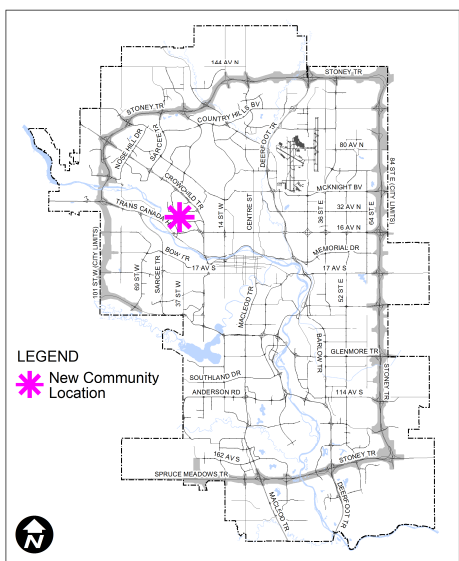 144 AV N
STONEY TR
STONEY TR
COUNTRY HILLS BV
NOSE HILL DR
SARCEE TR
DEERFOOT TR
80 AV N
84 ST E (CITY LIMITS)
CROWCHILD TR
MCKNIGHT BV
TRANS CANADA
14 ST W
CENTRE ST
36 ST E
32 AV N
64 ST E
16 AV N
BOW TR
MEMORIAL DR
17 AV S
17 AV S
101 ST W (CITY LIMITS)
69 ST W
SARCEE TR
37 ST W
MACLEOD TR
52 ST E
BARLOW TR
GLENMORE TR
LEGEND
New Community
Location
SOUTHLAND DR
STONEY TR
ANDERSON RD
114 AV S
162 AV S
STONEY TR
SPRUCE MEADOWS TR
MACLEOD TR
DEERFOOT TR
N